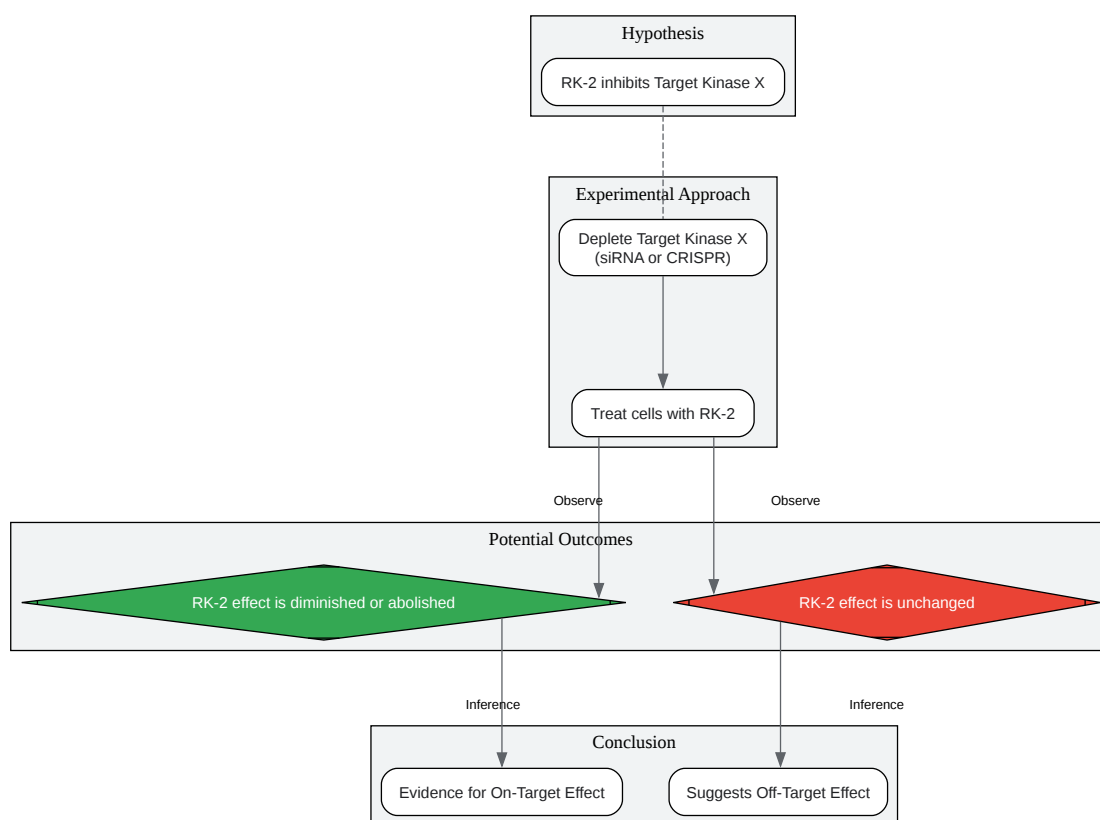 Hypothesis
RK-2 inhibits Target Kinase X
Experimental Approach
Deplete Target Kinase X
(siRNA or CRISPR)
Treat cells with RK-2
Observe
Observe
Potential Outcomes
RK-2 effect is diminished or abolished
RK-2 effect is unchanged
Inference
Inference
Conclusion
Evidence for On-Target Effect
Suggests Off-Target Effect